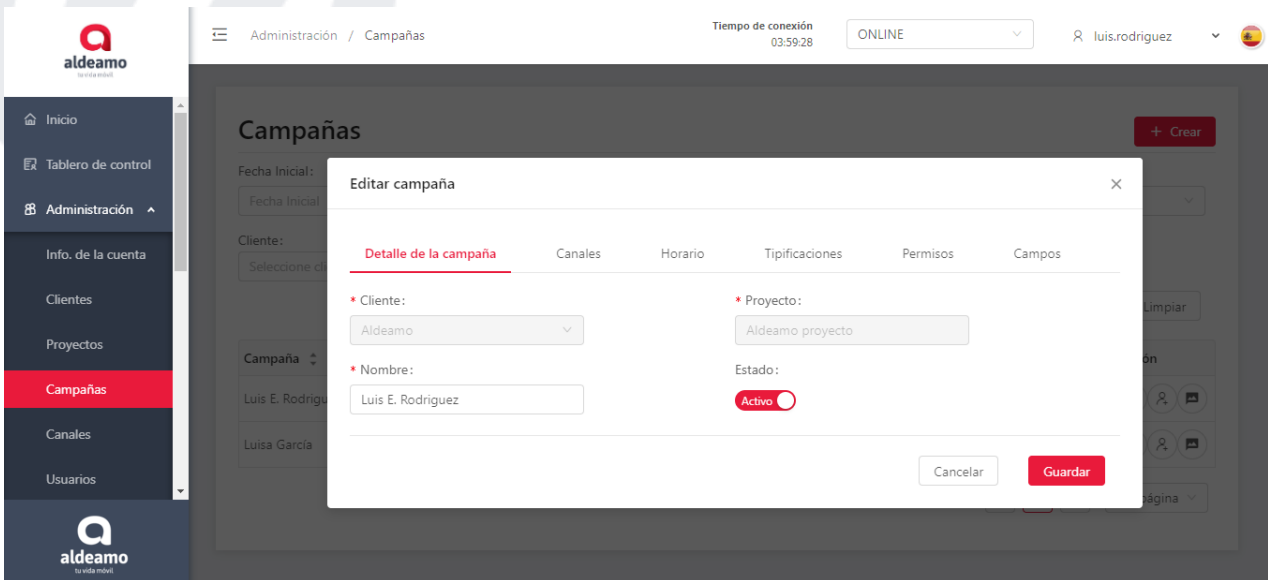 aldeamo
tu vida móvil
Administración / Campañas
Tiempo de conexión
03:59:28
ONLINE
luis.rodriguez
Inicio
Tablero de control
Administración
Info. de la cuenta
Clientes
Proyectos
Campañas
Canales
Usuarios
aldeamo
tu vida móvil
Campañas
+ Crear
Fecha Inicial:
Fecha Inicial
Cliente:
Seleccione
Limpiar
Campaña
Luis E.
Luisa García
Editar campaña
Detalle de la campaña
Canales
Horario
Tipificaciones
Permisos
Campos
* Cliente:
Aldeamo
* Proyecto:
Aldeamo proyecto
* Nombre:
Luis E. Rodriguez
Estado:
Activo
Cancelar
Guardar